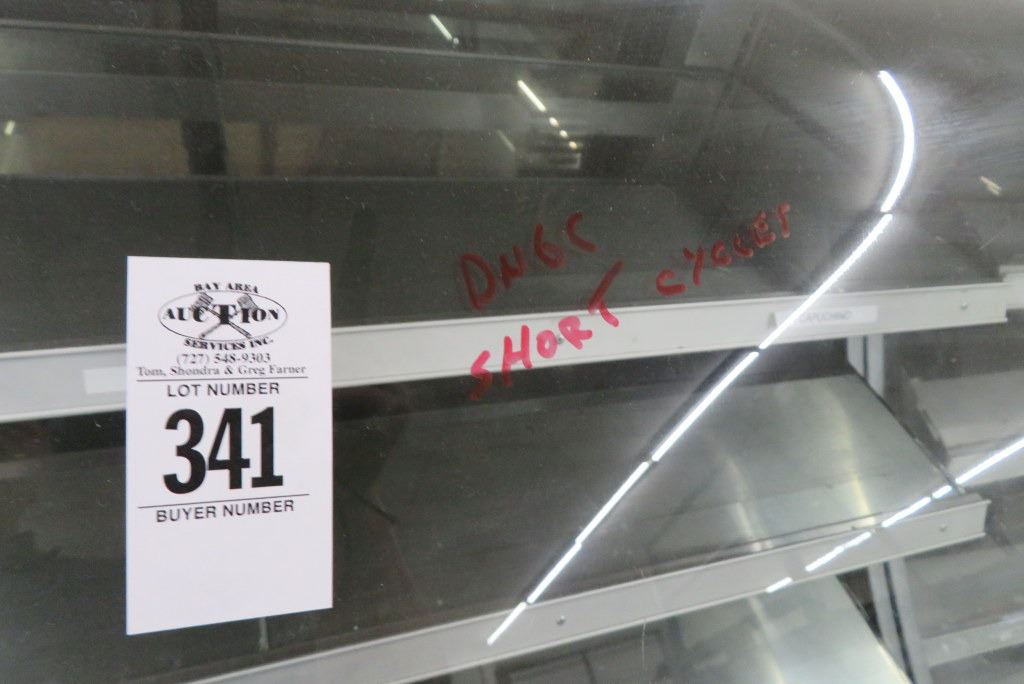 BAY AREA
AUCTION
SERVICES INC.
(727) 548-9303
Tom, Shondra & Greg Farner
LOT NUMBER
341
BUYER NUMBER
DNGC
SHORT CYCLES
CAPUCHINO